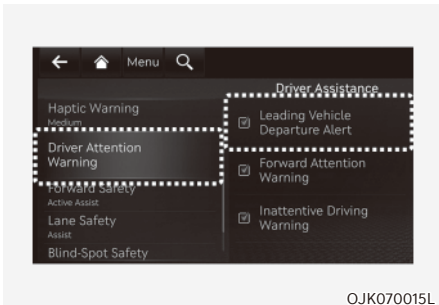 Menu
Driver Assistance
Haptic Warning
Medium
Driver Attention
Warning
Forward Safety
Active Assist
Lane Safety
Assist
Blind-Spot Safety
Leading Vehicle
Departure Alert
Forward Attention
Warning
Inattentive Driving
Warning
OJK070015L